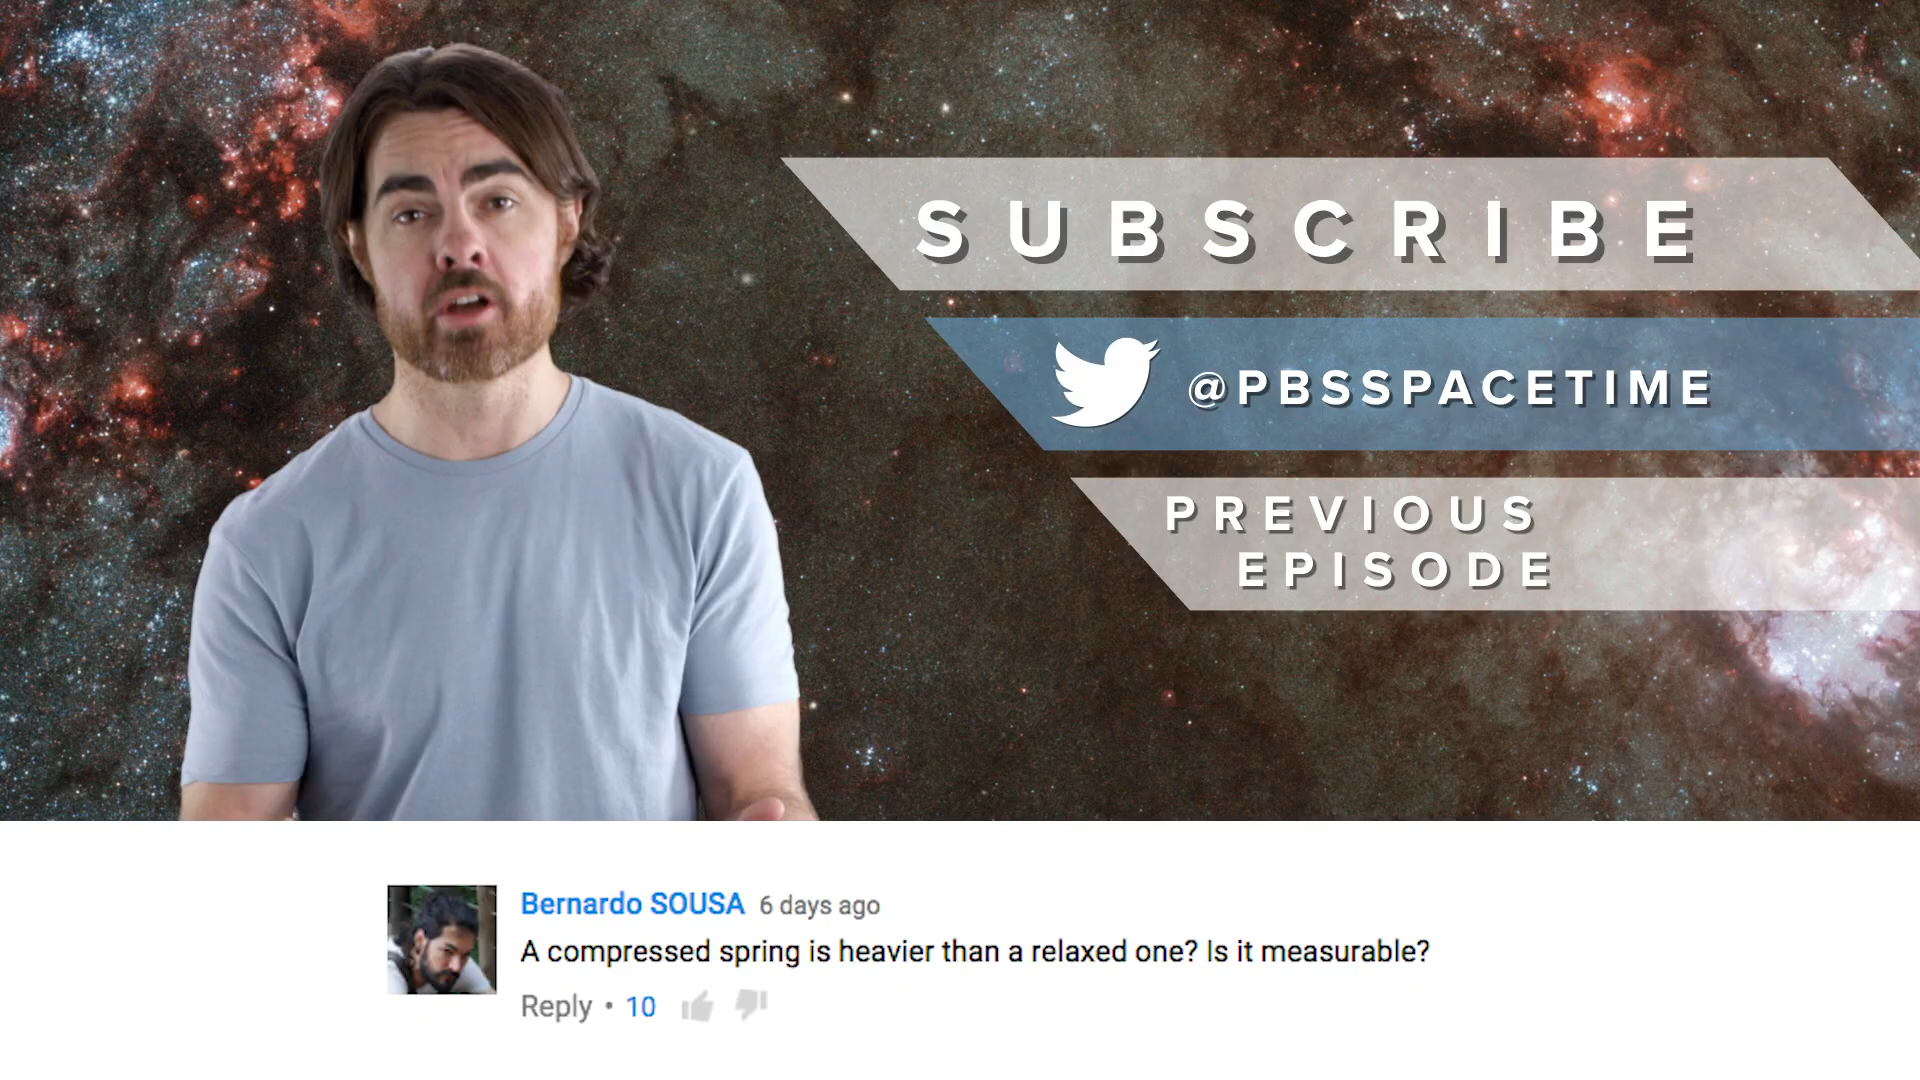 SUBSCRIBE
@PBSSPACETIME
PREVIOUS
EPISODE
Bernardo SOUSA 6 days ago
A compressed spring is heavier than a relaxed one? Is it measurable?
Reply • 10